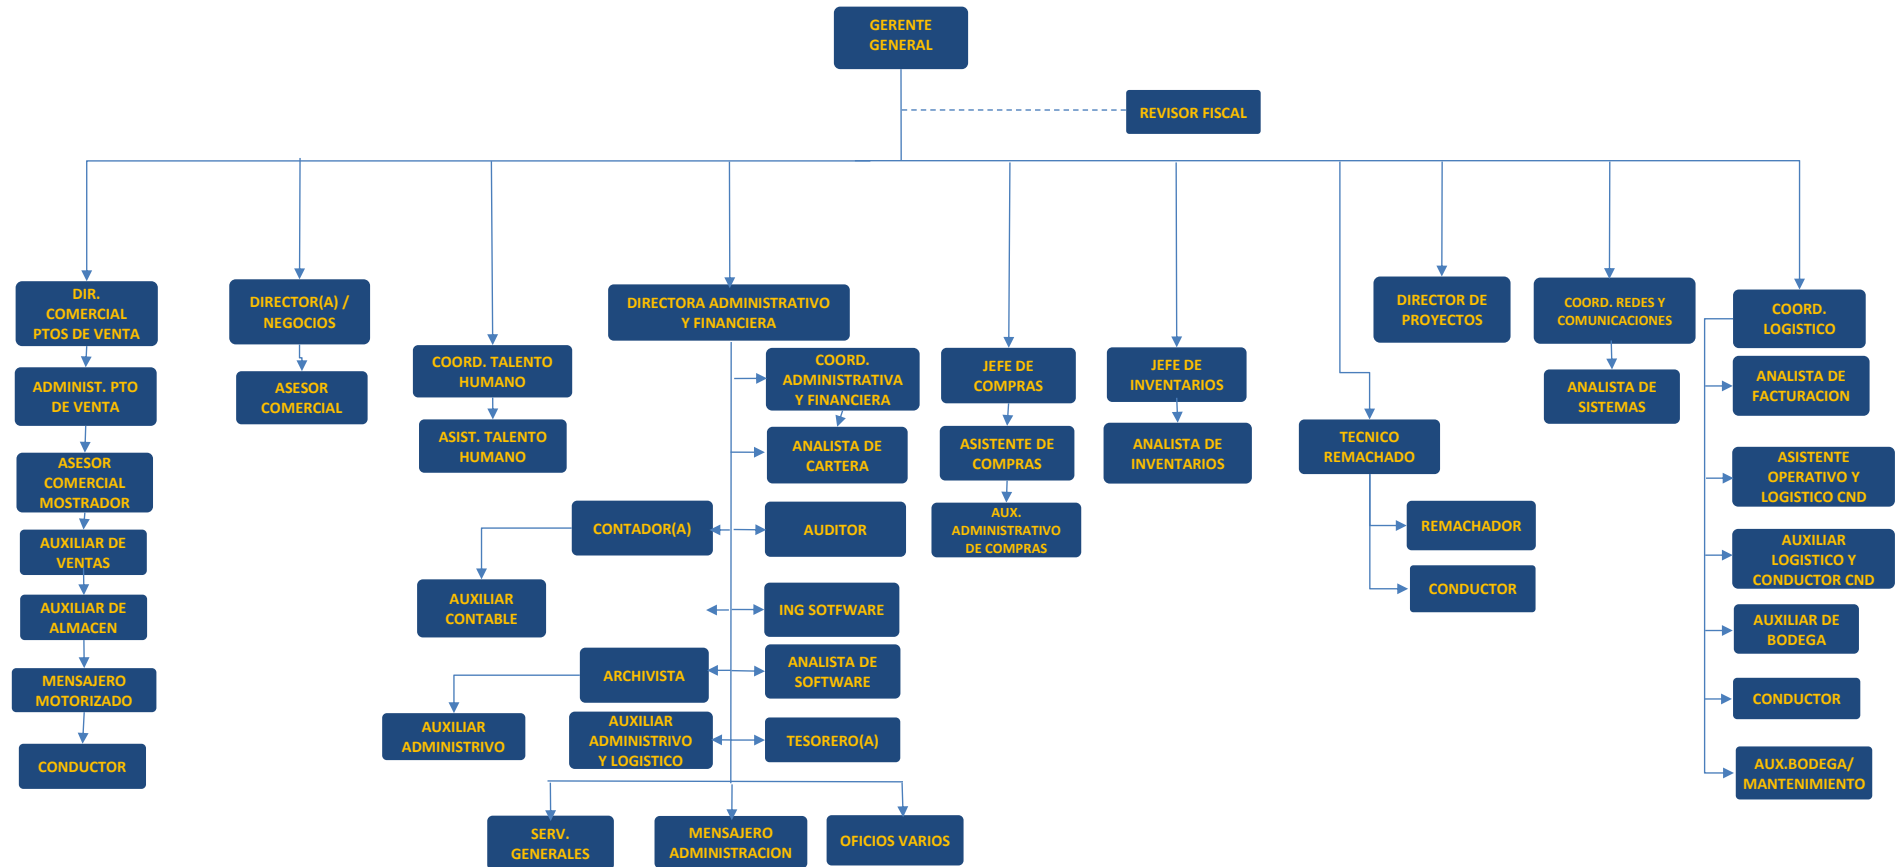 GERENTE
GENERAL
REVISOR FISCAL
DIR.
COMERCIAL
PTOS DE VENTA
ADMINIST. PTO
DE VENTA
ASESOR
COMERCIAL
MOSTRADOR
AUXILIAR DE
VENTAS
AUXILIAR DE
ALMACEN
MENSAJERO
MOTORIZADO
CONDUCTOR
DIRECTOR(A) /
NEGOCIOS
ASESOR
COMERCIAL
COORD. TALENTO
HUMANO
ASIST. TALENTO
HUMANO
DIRECTORA ADMINISTRATIVO
Y FINANCIERA
COORD.
ADMINISTRATIVA
Y FINANCIERA
ANALISTA DE
CARTERA
CONTADOR(A)
AUDITOR
AUXILIAR
CONTABLE
ING SOTFWARE
ARCHIVISTA
ANALISTA DE
SOFTWARE
AUXILIAR
ADMINISTRIVO
AUXILIAR
ADMINISTRIVO
Y LOGISTICO
TESORERO(A)
SERV.
GENERALES
MENSAJERO
ADMINISTRACION
OFICIOS VARIOS
JEFE DE
COMPRAS
ASISTENTE DE
COMPRAS
AUX.
ADMINISTRATIVO
DE COMPRAS
JEFE DE
INVENTARIOS
ANALISTA DE
INVENTARIOS
TECNICO
REMACHADO
REMACHADOR
CONDUCTOR
DIRECTOR DE
PROYECTOS
COORD. REDES Y
COMUNICACIONES
ANALISTA DE
SISTEMAS
COORD.
LOGISTICO
ANALISTA DE
FACTURACION
ASISTENTE
OPERATIVO Y
LOGISTICO CND
AUXILIAR
LOGISTICO Y
CONDUCTOR CND
AUXILIAR DE
BODEGA
CONDUCTOR
AUX.BODEGA/
MANTENIMIENTO